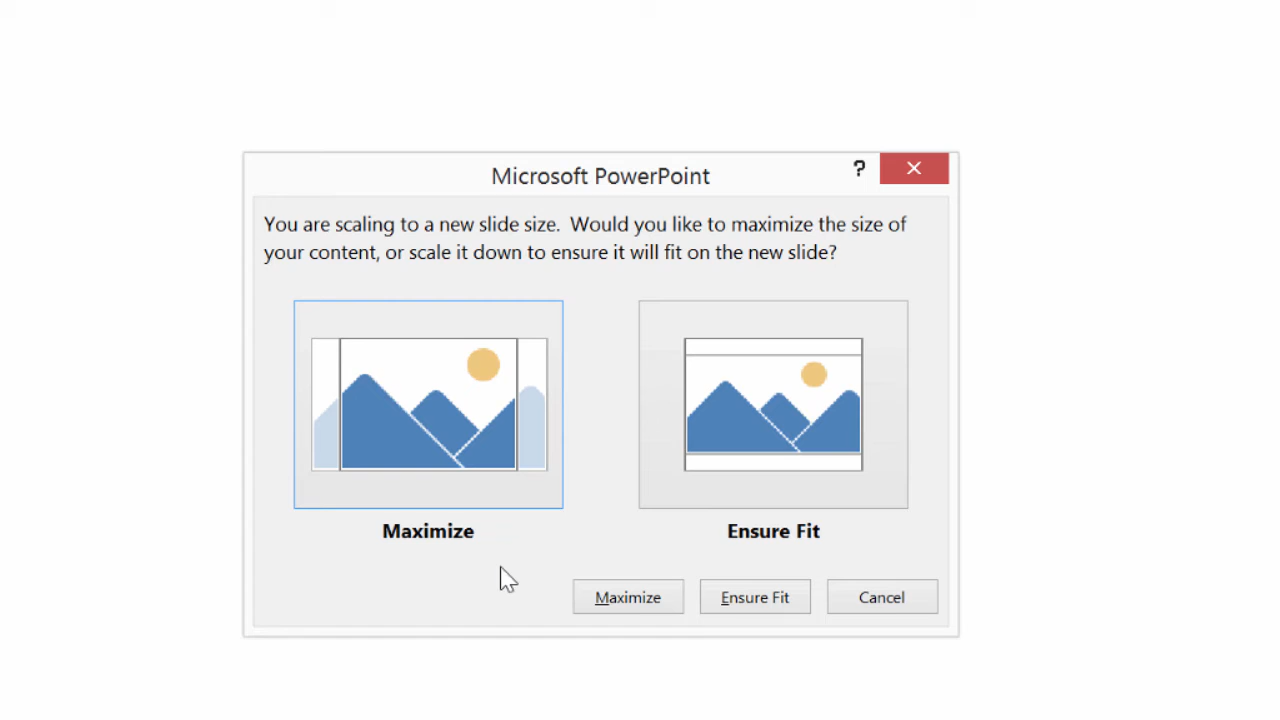 Microsoft PowerPoint
?
You are scaling to a new slide size.  Would you like to maximize the size of
your content, or scale it down to ensure it will fit on the new slide?
Maximize
Ensure Fit
Maximize
Ensure Fit
Cancel